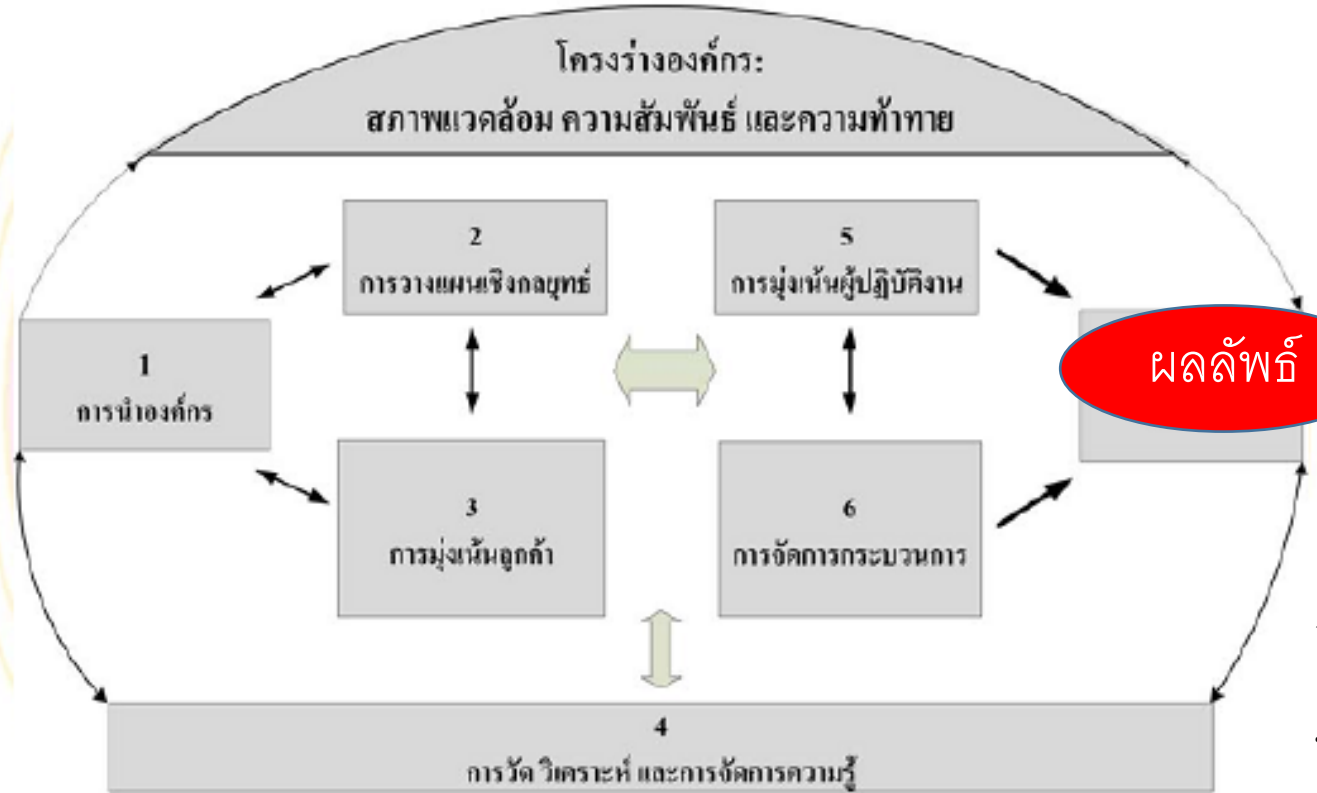 โครงร่างองค์กร:
สภาพแวดล้อม ความสัมพันธ์ และความท้าทาย
2
การวางแผนเชิงกลยุทธ์
5
การมุ่งเน้นผู้ปฏิบัติงาน
1
การนำองค์กร
ผลลัพธ์
3
การมุ่งเน้นลูกค้า
6
การจัดการกระบวนการ
4
การวัด วิเคราะห์ และการจัดการความรู้